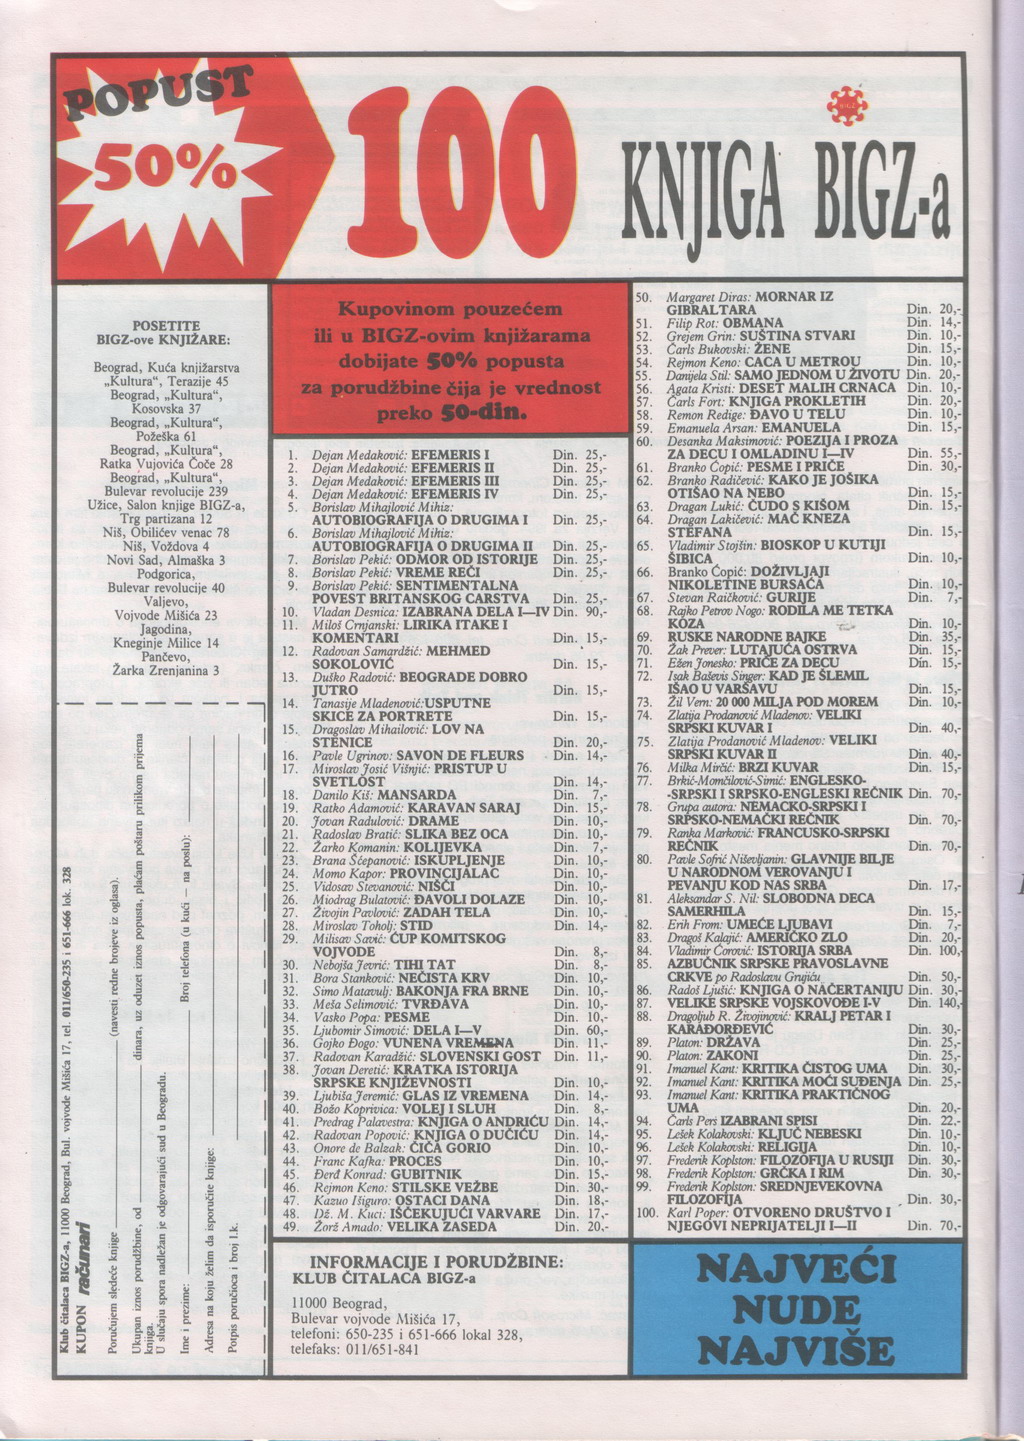 POPUST
50%
100
BIGZ
KNJIGA BIGZ-a
POSETITE
BIGZ-ove KNJIŽARE:
Beograd, Kuća knjižarstva
„Kultura“, Terazije 45
Beograd, „Kultura“,
Kosovska 37
Beograd, „Kultura“,
Požeška 61
Beograd, „Kultura“,
Ratka Vujovića Čoče 28
Beograd, „Kultura“,
Bulevar revolucije 239
Užice, Salon knjige BIGZ-a,
Trg partizana 12
Niš, Obilićev venac 78
Niš, Voždova 4
Novi Sad, Almaška 3
Podgorica,
Bulevar revolucije 40
Valjevo,
Vojvode Mišića 23
Jagodina,
Kneginje Milice 14
Pančevo,
Žarka Zrenjanina 3
Klub čitalaca BIGZ-a, 11000 Beograd, Bul. vojvode Mišića 17, tel. 011/650-235 i 651-666 lok. 328
KUPON računari
Poručujem sledeće knjige (navesti redne brojeve iz oglasa).
Ukupan iznos porudžbine, od dinara, uz oduzet iznos popusta, plaćam poštaru prilikom prijema
knjiga.
U slučaju spora nadležan je odgovarajući sud u Beogradu.
Ime i prezime: Broj telefona (u kući – na poslu):
Adresa na koju želim da isporučite knjige:
Potpis poručioca i broj l.k.
Kupovinom pouzećem
ili u BIGZ-ovim knjižarama
dobijate 50% popusta
za porudžbine čija je vrednost
preko 50-din.
1. Dejan Medaković: EFEMERIS I Din. 25,-
2. Dejan Medaković: EFEMERIS II Din. 25,-
3. Dejan Medaković: EFEMERIS III Din. 25,-
4. Dejan Medaković: EFEMERIS IV Din. 25,-
5. Borislav Mihajlović Mihiz:
AUTOBIOGRAFIJA O DRUGIMA I Din. 25,-
6. Borislav Mihajlović Mihiz:
AUTOBIOGRAFIJA O DRUGIMA II Din. 25,-
7. Borislav Pekić: ODMOR OD ISTORIJE Din. 25,-
8. Borislav Pekić: VREME REČI Din. 25,-
9. Borislav Pekić: SENTIMENTALNA
POVEST BRITANSKOG CARSTVA Din. 25,-
10. Vladan Desnica: IZABRANA DELA I—IV Din. 90,-
11. Miloš Crnjanski: LIRIKA ITAKE I
KOMENTARI Din. 15,-
12. Radovan Samardžić: MEHMED
SOKOLOVIĆ Din. 15,-
13. Duško Radović: BEOGRADE DOBRO
JUTRO Din. 15,-
14. Tanasije Mladenović:USPUTNE
SKICE ZA PORTRETE Din. 15,-
15. Dragoslav Mihailović: LOV NA
STENICE Din. 20,-
16. Pavle Ugrinov: SAVON DE FLEURS Din. 14,-
17. Miroslav Josić Višnjić: PRISTUP U
SVETLOST Din. 14,-
18. Danilo Kiš: MANSARDA Din. 7,-
19. Ratko Adamović: KARAVAN SARAJ Din. 15,-
20. Jovan Radulović: DRAME Din. 10,-
21. Radoslav Bratić: SLIKA BEZ OCA Din. 10,-
22. Žarko Komanin: KOLIJEVKA Din. 7,-
23. Brana Šćepanović: ISKUPLJENJE Din. 10,-
24. Momo Kapor: PROVINCIJALAC Din. 10,-
25. Vidosav Stevanović: NIŠČI Din. 10,-
26. Miodrag Bulatović: ĐAVOLI DOLAZE Din. 10,-
27. Živojin Pavlović: ZADAH TELA Din. 10,-
28. Miroslav Toholj: STID Din. 14,-
29. Milisav Savić: ĆUP KOMITSKOG
VOJVODE Din. 8,-
30. Nebojša Jevrić: TIHI TAT Din. 8,-
31. Bora Stanković: NEČISTA KRV Din. 10,-
32. Simo Matavulj: BAKONJA FRA BRNE Din. 10,-
33. Meša Selimović: TVRĐAVA Din. 10,-
34. Vasko Popa: PESME Din. 10,-
35. Ljubomir Simović: DELA I—V Din. 60,-
36. Gojko Đogo: VUNENA VREMENA Din. 11,-
37. Radovan Karadžić: SLOVENSKI GOST Din. 11,-
38. Jovan Deretić: KRATKA ISTORIJA
SRPSKE KNJIŽEVNOSTI Din. 10,-
39. Ljubiša Jeremić: GLAS IZ VREMENA Din. 14,-
40. Božo Koprivica: VOLEJ I SLUH Din. 8,-
41. Predrag Palavestra: KNJIGA O ANDRIĆU Din. 14,-
42. Radovan Popović: KNJIGA O DUČIĆU Din. 14,-
43. Onore de Balzak: ČIČA GORIO Din. 10,-
44. Franc Kafka: PROCES Din. 10,-
45. Đerd Konrad: GUBITNIK Din. 15,-
46. Rejmon Keno: STILSKE VEŽBE Din. 30,-
47. Kazuo Išiguro: OSTACI DANA Din. 18,-
48. Dž. M. Kuci: IŠČEKUJUĆI VARVARE Din. 17,-
49. Žorž Amado: VELIKA ZASEDA Din. 20,-
INFORMACIJE I PORUDŽBINE:
KLUB ČITALACA BIGZ-a
11000 Beograd,
Bulevar vojvode Mišića 17,
telefoni: 650-235 i 651-666 lokal 328,
telefaks: 011/651-841
50. Margaret Diras: MORNAR IZ
GIBRALTARA Din. 20,-
51. Filip Rot: OBMANA Din. 14,-
52. Grejem Grin: SUŠTINA STVARI Din. 10,-
53. Čarls Bukovski: ŽENE Din. 15,-
54. Rejmon Keno: CACA U METROU Din. 10,-
55. Danijela Stil: SAMO JEDNOM U ŽIVOTU Din. 20,-
56. Agata Kristi: DESET MALIH CRNACA Din. 10,-
57. Čarls Fort: KNJIGA PROKLETIH Din. 20,-
58. Remon Redige: ĐAVO U TELU Din. 10,-
59. Emanuela Arsan: EMANUELA Din. 15,-
60. Desanka Maksimović: POEZIJA I PROZA
ZA DECU I OMLADINU I—IV Din. 55,-
61. Branko Ćopić: PESME I PRIČE Din. 30,-
62. Branko Radičević: KAKO JE JOŠIKA
OTIŠAO NA NEBO Din. 15,-
63. Dragan Lukić: ČUDO S KIŠOM Din. 15,-
64. Dragan Lakićević: MAČ KNEZA
STEFANA Din. 15,-
65. Vladimir Stojšin: BIOSKOP U KUTIJI
ŠIBICA Din. 10,-
66. Branko Ćopić: DOŽIVLJAJI
NIKOLETINE BURSAĆA Din. 10,-
67. Stevan Raičković: GURIJE Din. 7,-
68. Rajko Petrov Nogo: RODILA ME TETKA
KOZA Din. 10,-
69. RUSKE NARODNE BAJKE Din. 35,-
70. Žak Prever: LUTAJUĆA OSTRVA Din. 15,-
71. Ežen Jonesko: PRIČE ZA DECU Din. 15,-
72. Isak Baševis Singer: KAD JE ŠLEMIL
IŠAO U VARŠAVU Din. 15,-
73. Žil Vern: 20 000 MILJA POD MOREM Din. 10,-
74. Zlatija Prodanović Mladenov: VELIKI
SRPSKI KUVAR I Din. 40,-
75. Zlatija Prodanović Mladenov: VELIKI
SRPSKI KUVAR II Din. 40,-
76. Milka Mirčić: BRZI KUVAR Din. 15,-
77. Brkić-Momčilović-Simić: ENGLESKO-
-SRPSKI I SRPSKO-ENGLESKI REČNIK Din. 70,-
78. Grupa autora: NEMAČKO-SRPSKI I
SRPSKO-NEMAČKI REČNIK Din. 70,-
79. Ranka Marković: FRANCUSKO-SRPSKI
REČNIK Din. 70,-
80. Pavle Sofrić Niševljanin: GLAVNIJE BILJE
U NARODNOM VEROVANJU I
PEVANJU KOD NAS SRBA Din. 17,-
81. Aleksandar S. Nil: SLOBODNA DECA
SAMERHILA Din. 15,-
82. Erih From: UMEĆE LJUBAVI Din. 7,-
83. Dragoš Kalajić: AMERIČKO ZLO Din. 20,-
84. Vladimir Ćorović: ISTORIJA SRBA Din. 100,-
85. AZBUČNIK SRPSKE PRAVOSLAVNE
CRKVE po Radoslavu Grujiću Din. 50,-
86. Radoš Ljušić: KNJIGA O NAČERTANIJU Din. 30,-
87. VELIKE SRPSKE VOJSKOVOĐE I-V Din. 140,-
88. Dragoljub R. Živojinović: KRALJ PETAR I
KARAĐORĐEVIĆ Din. 30,-
89. Platon: DRŽAVA Din. 25,-
90. Platon: ZAKONI Din. 25,-
91. Imanuel Kant: KRITIKA ČISTOG UMA Din. 30,-
92. Imanuel Kant: KRITIKA MOĆI SUĐENJA Din. 25,-
93. Imanuel Kant: KRITIKA PRAKTIČNOG
UMA Din. 20,-
94. Čarls Pers IZABRANI SPISI Din. 22,-
95. Lešek Kolakovski: KLJUČ NEBESKI Din. 10,-
96. Lešek Kolakovski: RELIGIJA Din. 10,-
97. Frederik Koplston: FILOZOFIJA U RUSIJI Din. 30,-
98. Frederik Koplston: GRČKA I RIM Din. 30,-
99. Frederik Koplston: SREDNJEVEKOVNA
FILOZOFIJA Din. 30,-
100. Karl Poper: OTVORENO DRUŠTVO I
NJEGOVI NEPRIJATELJI I—II Din. 70,-
NAJVEĆI
NUDE
NAJVIŠE